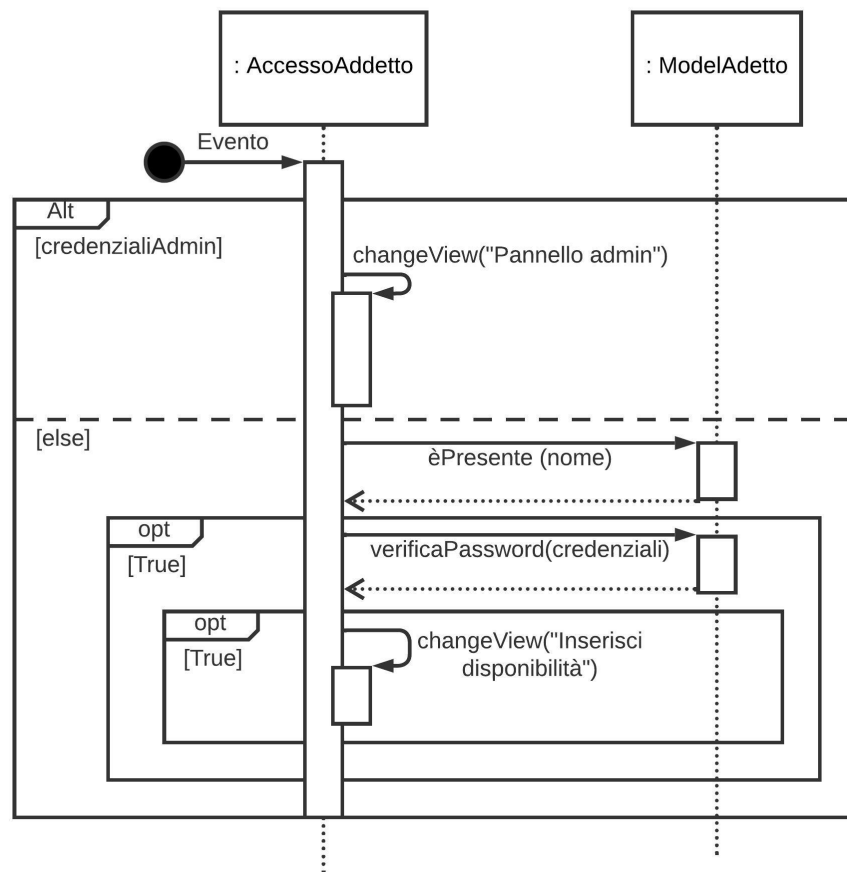 : AccessoAddetto
: ModelAdetto
Evento
Alt
[credenzialiAdmin]
changeView("Pannello admin")
[else]
èPresente (nome)
opt
[True]
verificaPassword(credenziali)
opt
[True]
changeView("Inserisci
disponibilità")